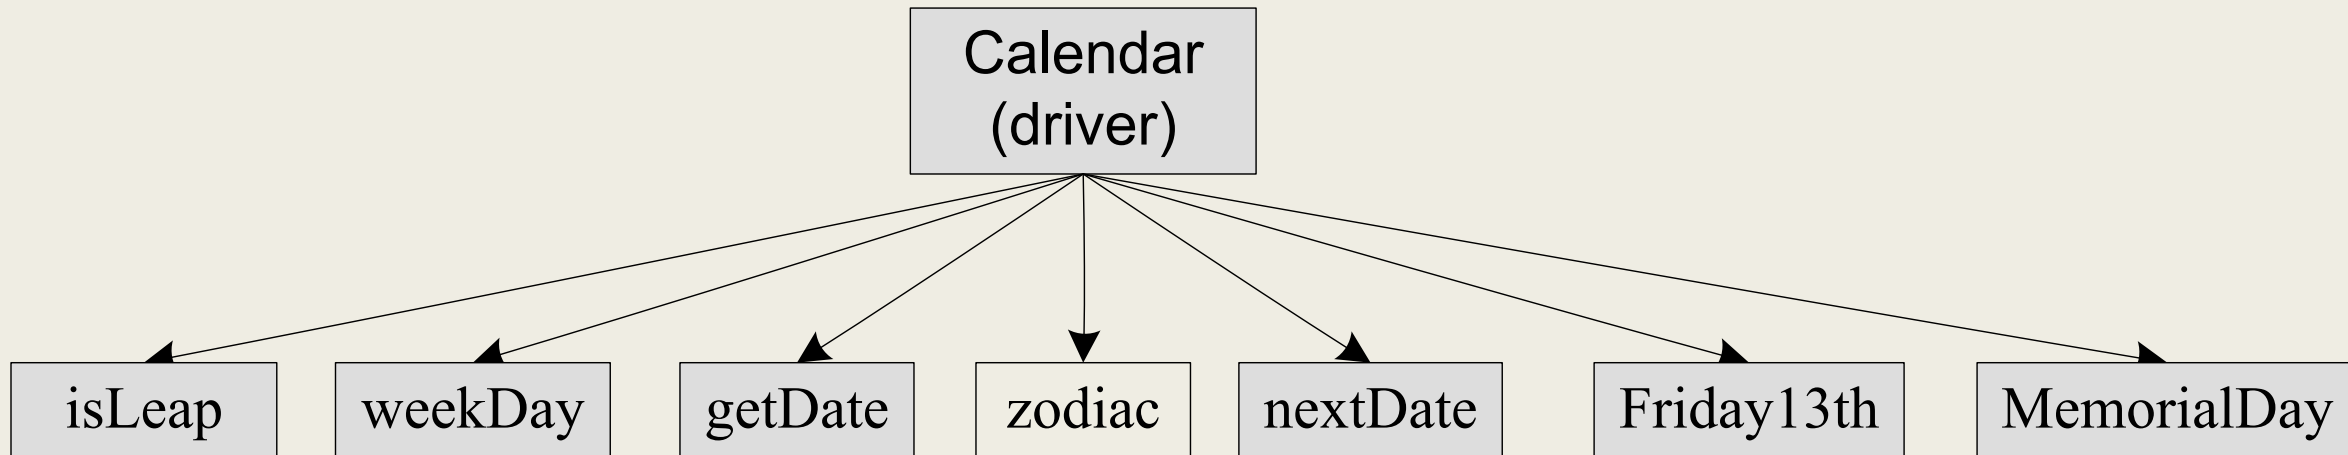 Calendar
(driver)
isLeap
weekDay
getDate
zodiac
nextDate
Friday13th
MemorialDay